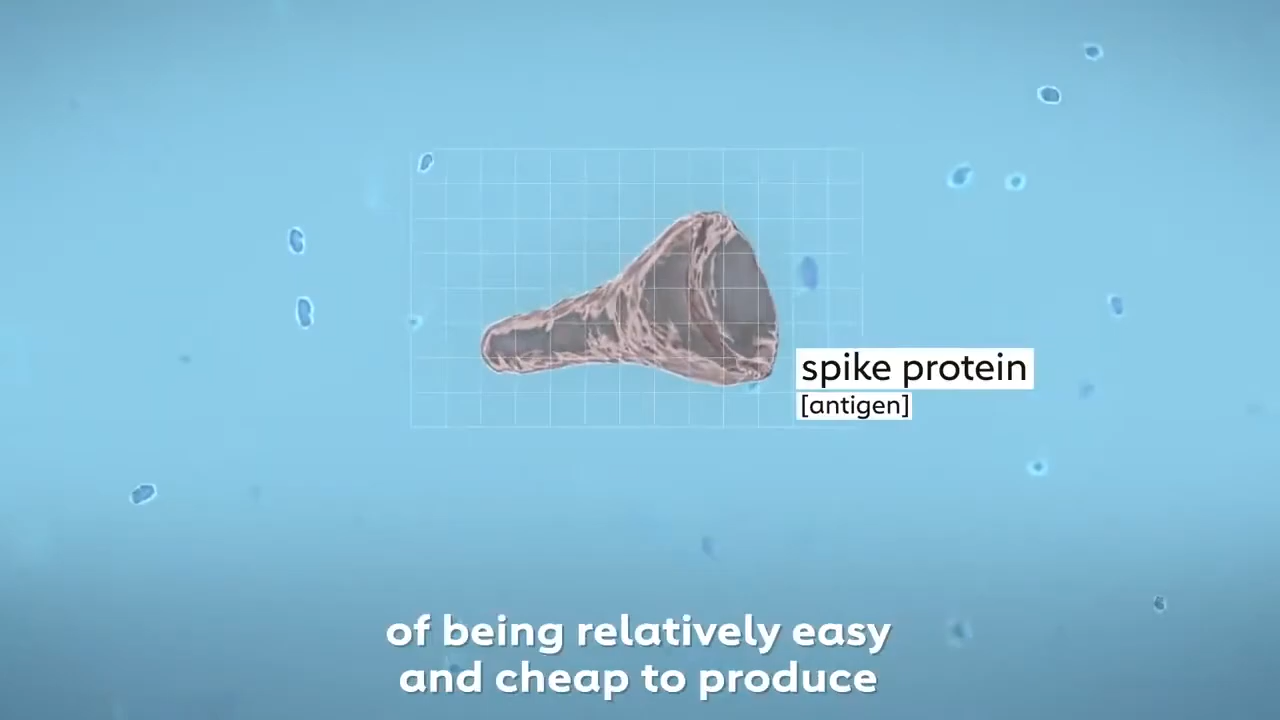 spike protein
[antigen]
of being relatively easy
and cheap to produce